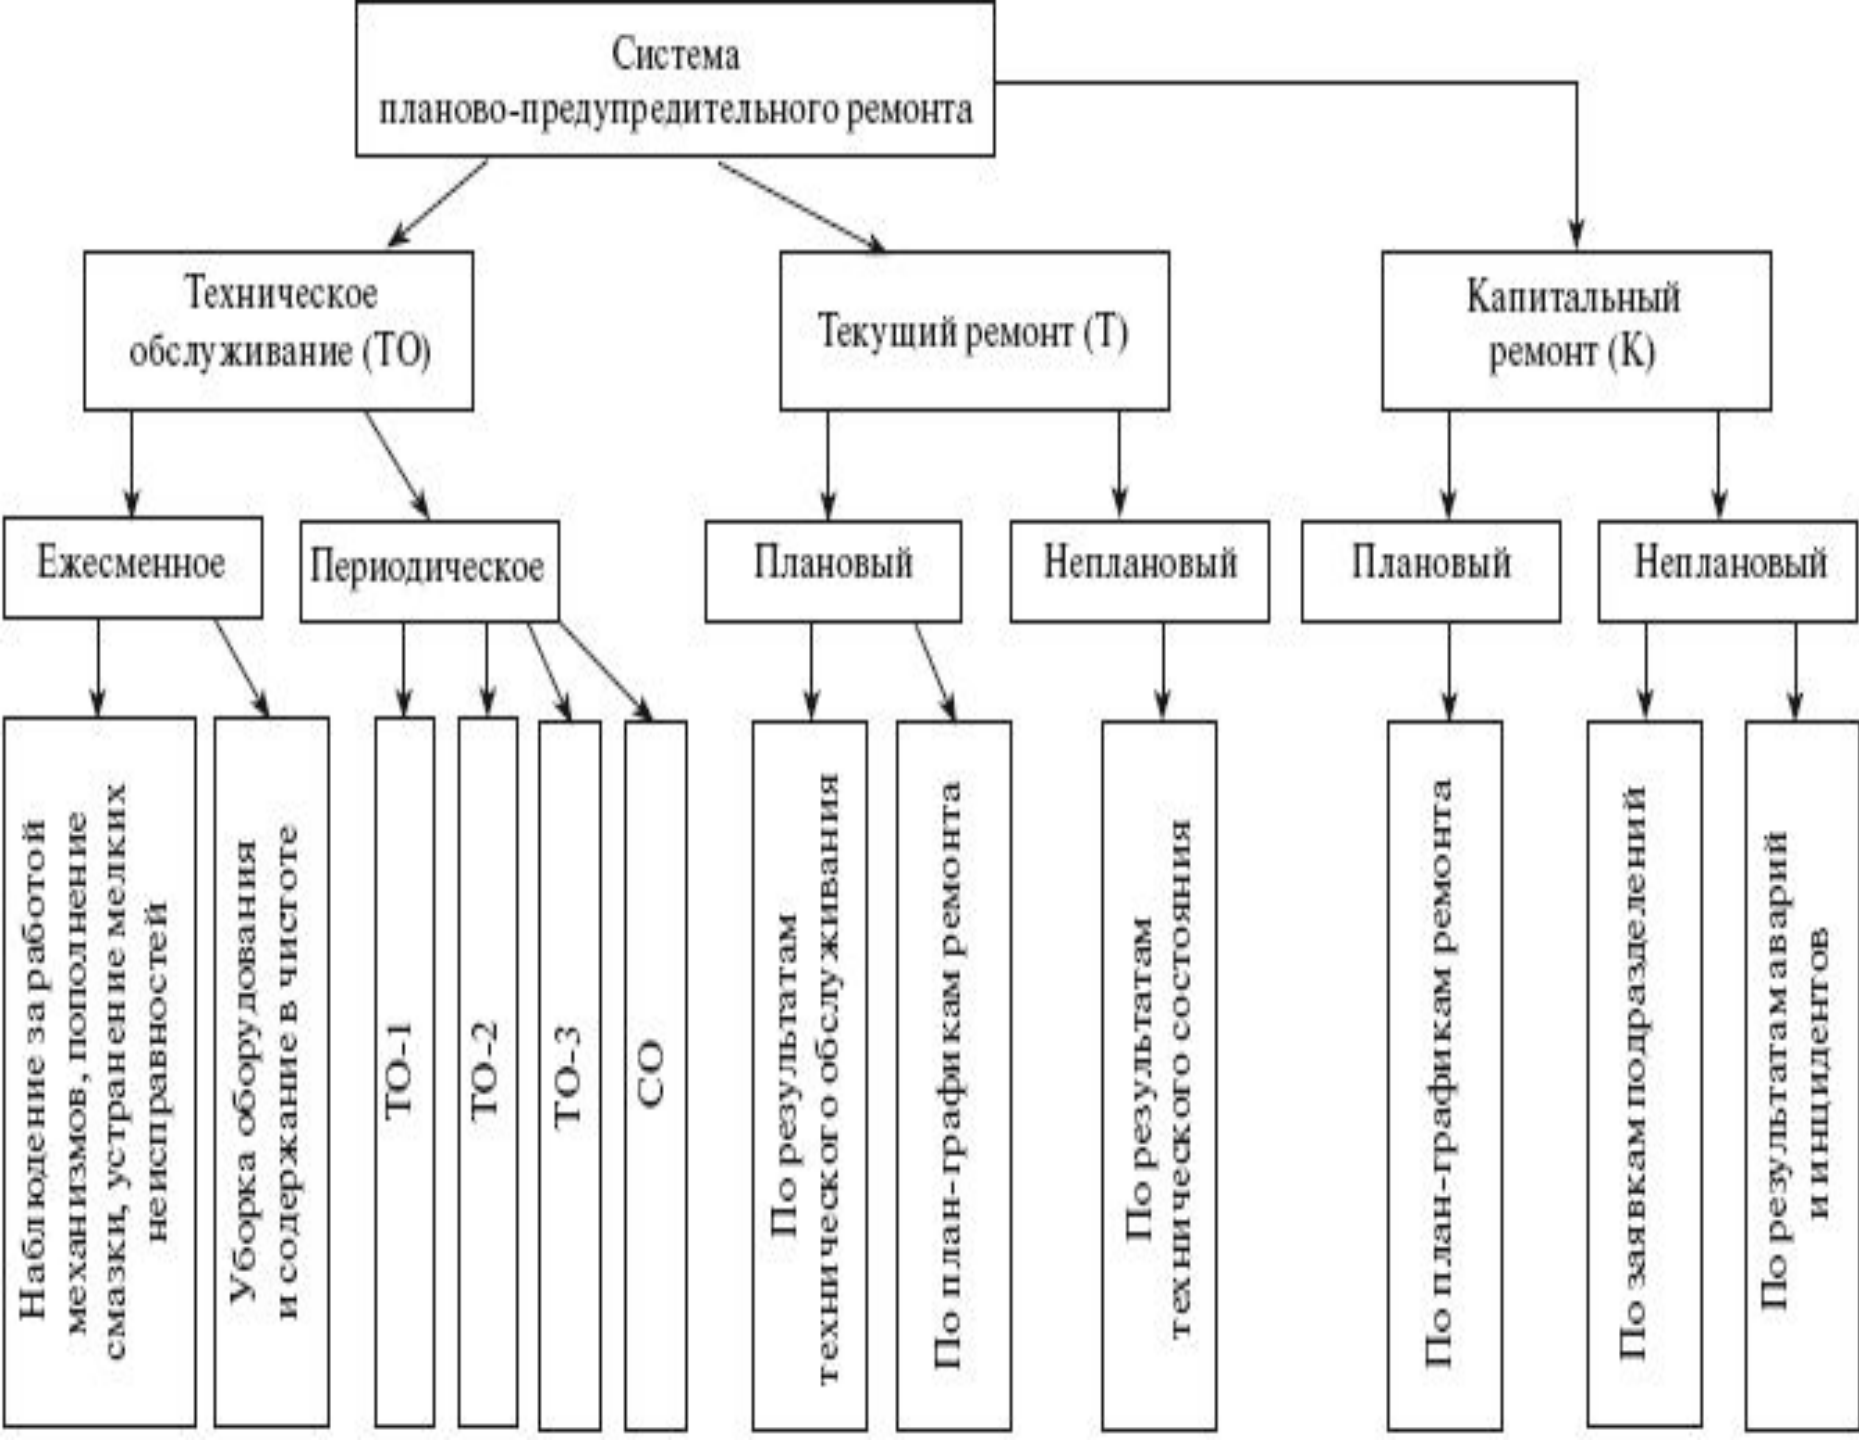 Система
планово-предупредительного ремонта
Техническое
обслуживание (ТО)
Текущий ремонт (Т)
Капитальный
ремонт (К)
Ежесменное
Периодическое
Плановый
Неплановый
Плановый
Неплановый
Наблюдение за работой
механизмов, пополнение
смазки, устранение мелких
неисправностей
Уборка оборудования
и содержание в чистоте
ТО-1
ТО-2
ТО-3
СО
По результатам
технического обслуживания
По план-графикам ремонта
По результатам
технического состояния
По план-графикам ремонта
По заявкам подразделений
По результатам аварий
и инцидентов